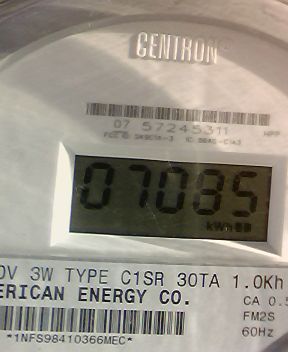 CENTRON
07 57245311
07085
kWh
0V 3W TYPE C1SR 30TA 1.0Kh
ERICAN ENERGY CO.
CA 0.5
FM2S
60Hz
*1NFS98410366MEC*